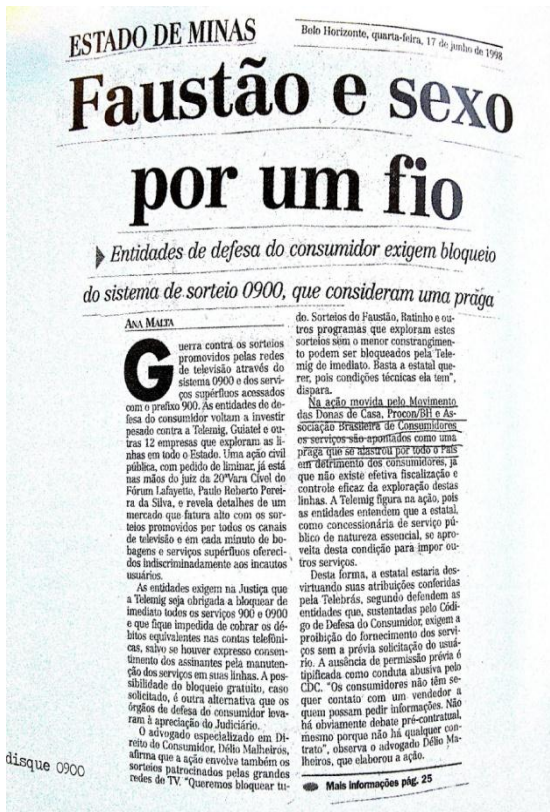 ESTADO DE MINAS
Belo Horizonte, quarta-feira, 17 de junho de 1998
Faustão e sexo
por um fio
Entidades de defesa do consumidor exigem bloqueio
do sistema de sorteio 0900, que consideram uma praga
ANA MALTA
Guerra contra os sorteios
promovidos pelas redes
de televisão através do
sistema 0900 e dos servi-
ços supérfluos acessados
com o prefixo 900. As entidades de de-
fesa do consumidor voltam a investir
pesado contra a Telemig, Guiatel e ou-
tras 12 empresas que exploram as li-
nhas em todo o Estado. Uma ação civil
pública, com pedido de liminar, já está
nas mãos do juiz da 20ª Vara Cível do
Fórum Lafayette, Paulo Roberto Perei-
ra da Silva, e revela detalhes de um
mercado que fatura alto com os sor-
teios promovidos por todos os canais
de televisão e em cada minuto de bo-
bagens e serviços supérfluos ofereci-
dos indiscriminadamente aos incautos
usuários.
As entidades exigem na Justiça que
a Telemig seja obrigada a bloquear de
imediato todos os serviços 900 e 0900
e que fique impedida de cobrar os dé-
bitos equivalentes nas contas telefôni-
cas, salvo se houver expresso consen-
timento dos assinantes pela manuten-
ção dos serviços em suas linhas. A pos-
sibilidade do bloqueio gratuito, caso
solicitado, é outra alternativa que os
órgãos de defesa do consumidor leva-
ram à apreciação do Judiciário.
O advogado especializado em Di-
reito do Consumidor, Délio Malheiros,
afirma que a ação envolve também os
sorteios patrocinados pelas grandes
redes de TV. "Queremos bloquear tu-
do. Sorteios do Faustão, Ratinho e ou-
tros programas que exploram estes
sorteios sem o menor constrangimen-
to podem ser bloqueados pela Tele-
mig de imediato. Basta a estatal que-
rer, pois condições técnicas ela tem",
dispara.
Na ação movida pelo Movimento
das Donas de Casa, Procon/BH e As-
sociação Brasileira de Consumidores
os serviços são apontados como uma
praga que se alastrou por todo o País
em detrimento dos consumidores, já
que não existe efetiva fiscalização e
controle eficaz da exploração destas
linhas. A Telemig figura na ação, pois
as entidades entendem que a estatal,
como concessionária de serviço pú-
blico de natureza essencial, se apro-
veita desta condição para impor ou-
tros serviços.
Desta forma, a estatal estaria des-
virtuando suas atribuições conferidas
pela Telebrás, segundo defendem as
entidades que, sustentadas pelo Códi-
go de Defesa do Consumidor, exigem a
proibição do fornecimento dos servi-
ços sem a prévia solicitação do usuá-
rio. A ausência de permissão prévia é
tipificada como conduta abusiva pelo
CDC. "Os consumidores não têm se-
quer contato com um vendedor a
quem possam pedir informações. Não
há obviamente debate pré-contratual,
mesmo porque não há qualquer con-
trato", observa o advogado Délio Ma-
lheiros, que elaborou a ação.
Mais informações pág. 25
disque 0900